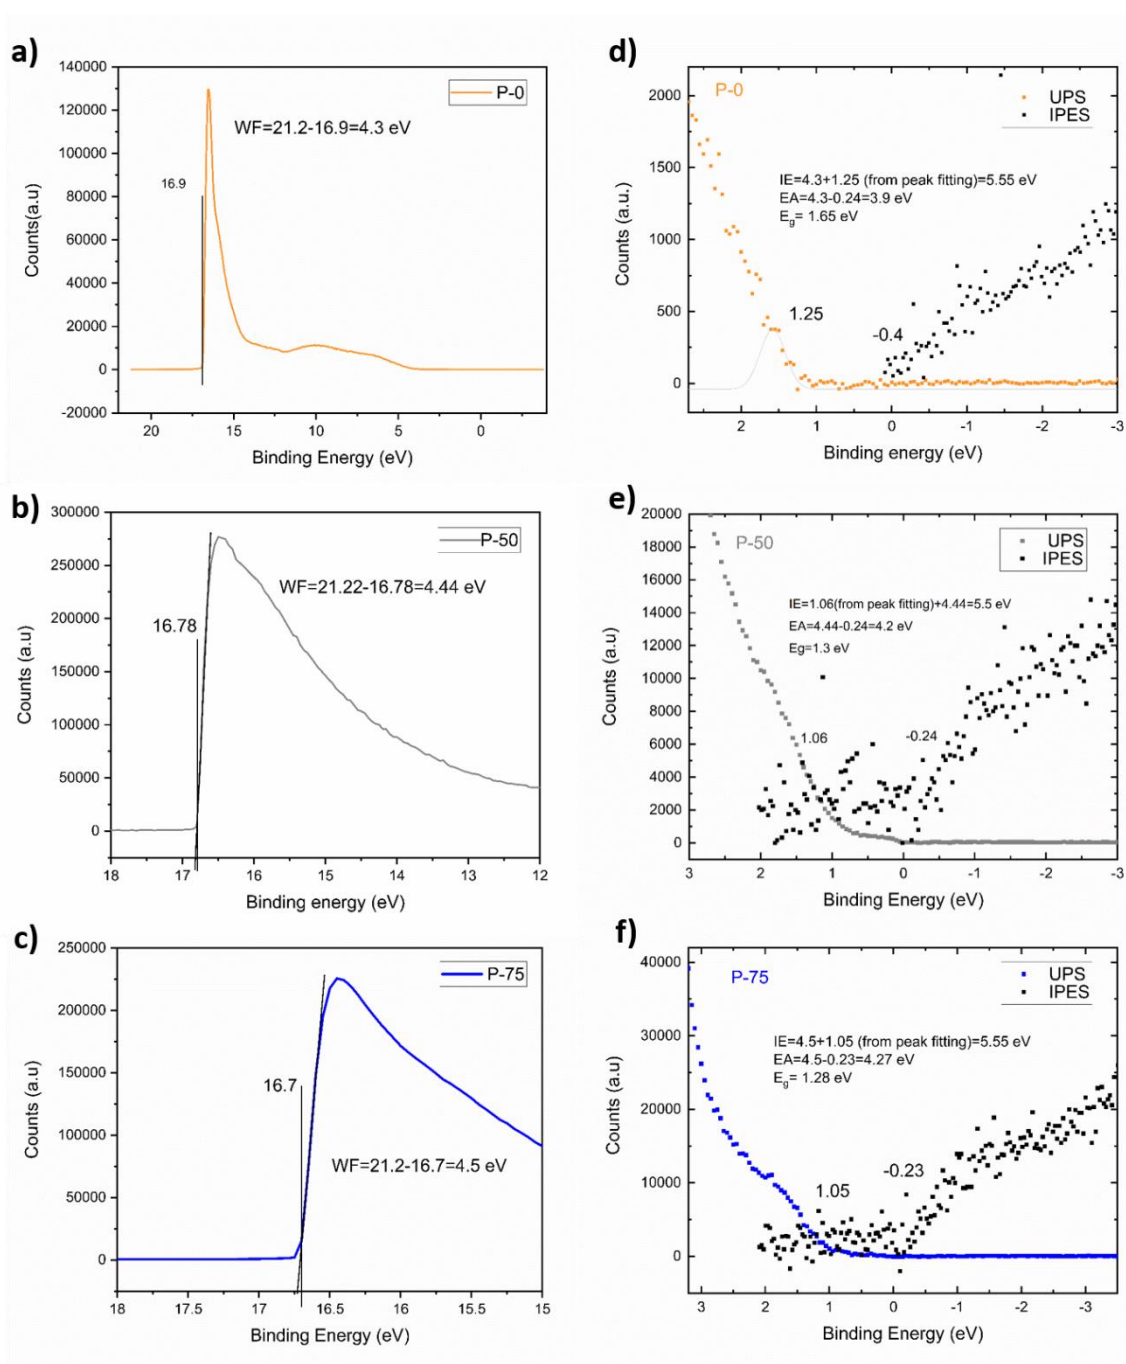 a)
140000
120000
100000
80000
60000
40000
20000
0
-20000
Counts(a.u)
P-0
WF=21.2-16.9=4.3 eV
16.9
20 15 10 5 0
Binding Energy (eV)
d)
2000
1500
1000
500
0
Counts (a.u.)
P-0
UPS
IPES
IE=4.3+1.25 (from peak fitting)=5.55 eV
EA=4.3-0.24=3.9 eV
Eg= 1.65 eV
1.25
-0.4
2 1 0 -1 -2 -3
Binding energy (eV)
b)
300000
250000
200000
150000
100000
50000
0
Counts (a.u)
P-50
WF=21.22-16.78=4.44 eV
16.78
18 17 16 15 14 13 12
Binding energy (eV)
e)
20000
18000
16000
14000
12000
10000
8000
6000
4000
2000
0
Counts (a.u)
P-50
UPS
IPES
IE=1.06(from peak fitting)+4.44=5.5 eV
EA=4.44-0.24=4.2 eV
Eg=1.3 eV
1.06
-0.24
3 2 1 0 -1 -2 -3
Binding Energy (eV)
c)
250000
200000
150000
100000
50000
0
Counts (a.u)
P-75
16.7
WF=21.2-16.7=4.5 eV
18 17.5 17 16.5 16 15.5 15
Binding Energy (eV)
f)
40000
30000
20000
10000
0
Counts (a.u)
P-75
UPS
IPES
IE=4.5+1.05 (from peak fitting)=5.55 eV
EA=4.5-0.23=4.27 eV
Eg= 1.28 eV
1.05
-0.23
3 2 1 0 -1 -2 -3
Binding Energy (eV)